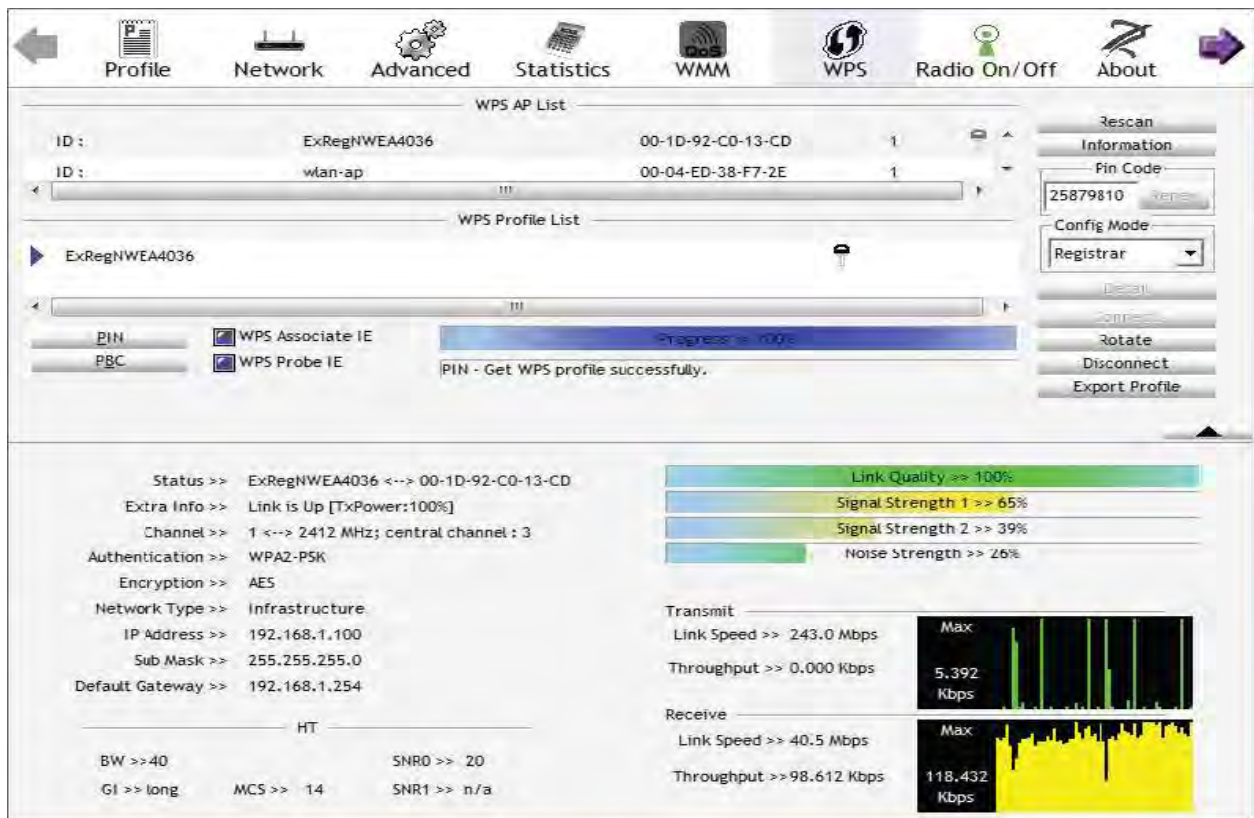 Profile Network Advanced Statistics QoS WMM WPS Radio On/Off About
WPS AP List
ID : ExRegNWEA4036 00-1D-92-C0-13-CD 1
ID : wlan-ap 00-04-ED-38-F7-2E 1
WPS Profile List
ExRegNWEA4036
Rescan
Information
Pin Code
25879810 Renew
Config Mode
Registrar
Detail
Connect
Rotate
Disconnect
Export Profile
PIN WPS Associate IE Progress >> 100%
PBC WPS Probe IE PIN - Get WPS profile successfully.
Status >> ExRegNWEA4036 <--> 00-1D-92-C0-13-CD
Extra Info >> Link is Up [TxPower:100%]
Channel >> 1 <--> 2412 MHz; central channel : 3
Authentication >> WPA2-PSK
Encryption >> AES
Network Type >> Infrastructure
IP Address >> 192.168.1.100
Sub Mask >> 255.255.255.0
Default Gateway >> 192.168.1.254
HT
BW >>40 SNR0 >> 20
GI >> long MCS >> 14 SNR1 >> n/a
Link Quality >> 100%
Signal Strength 1 >> 65%
Signal Strength 2 >> 39%
Noise Strength >> 26%
Transmit
Link Speed >> 243.0 Mbps
Throughput >> 0.000 Kbps
Max
5.392
Kbps
Receive
Link Speed >> 40.5 Mbps
Throughput >>98.612 Kbps
Max
118.432
Kbps